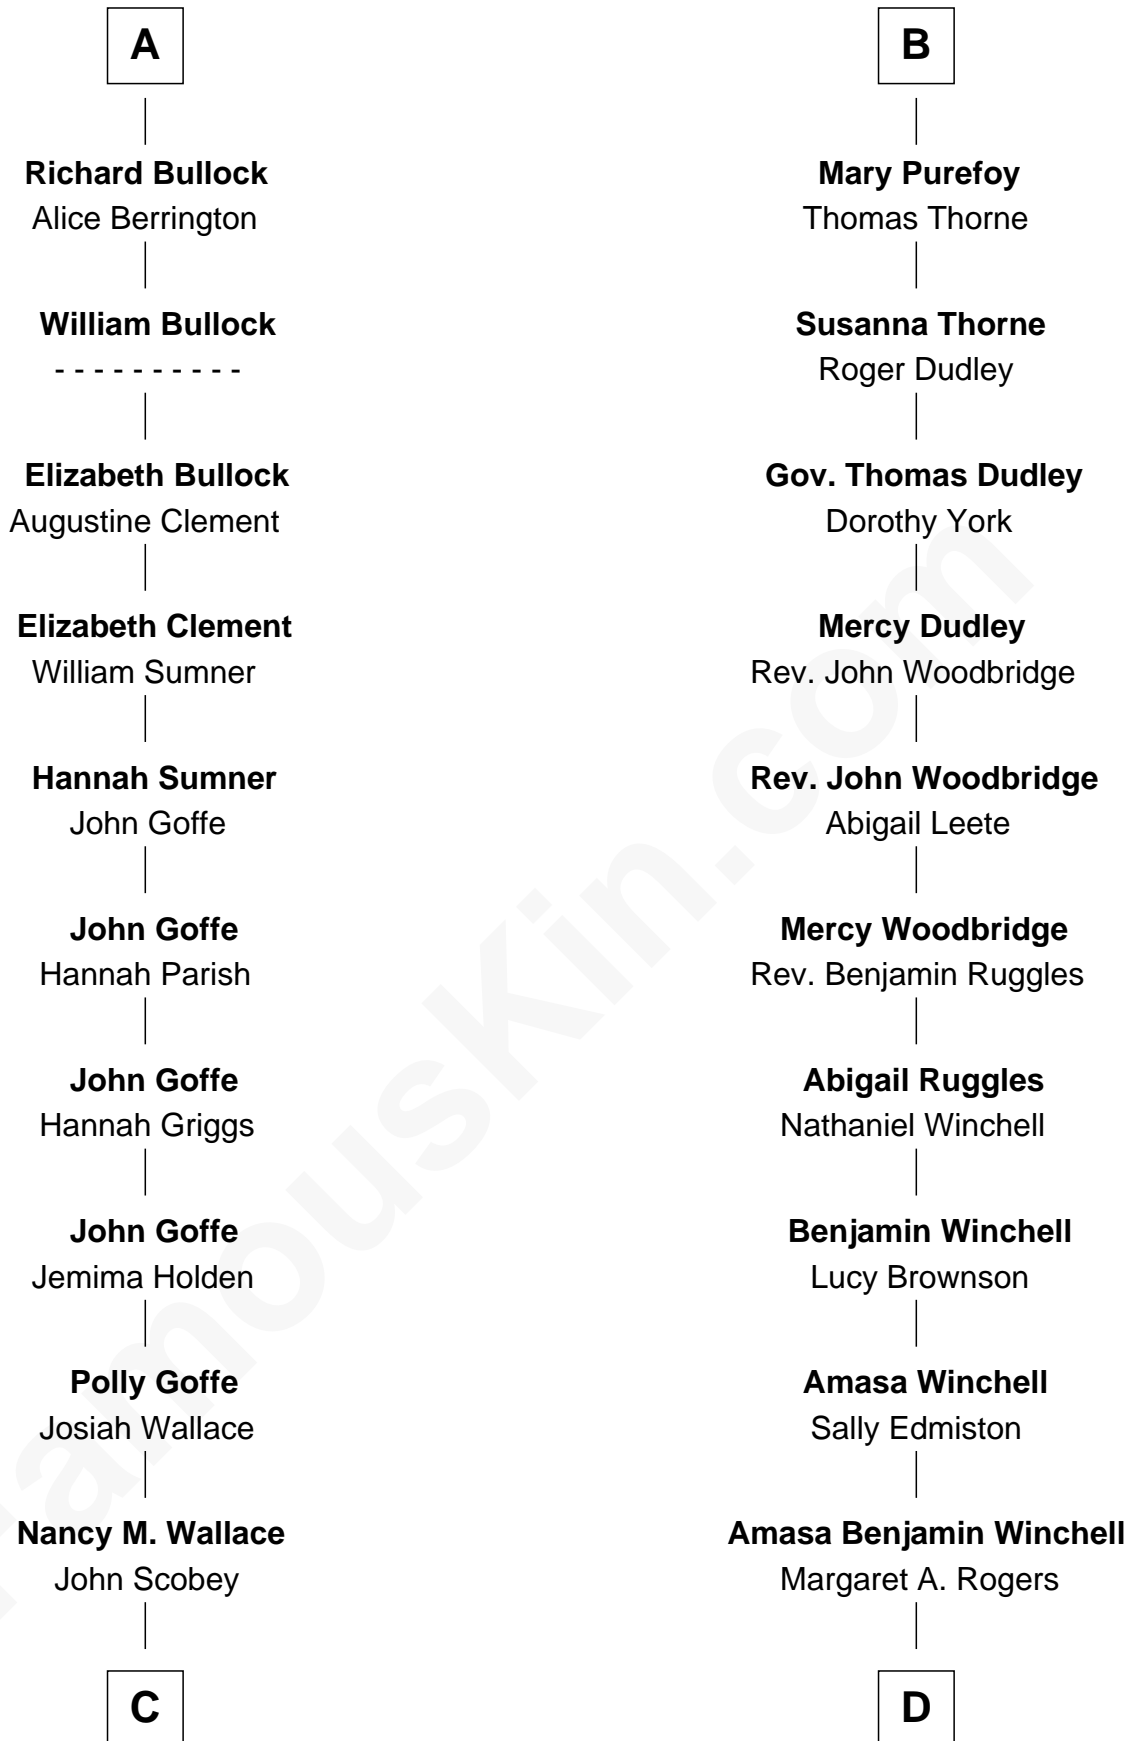 A
Richard Bullock
Alice Berrington
William Bullock
- - - - - - - - - -
Elizabeth Bullock
Augustine Clement
Elizabeth Clement
William Sumner
Hannah Sumner
John Goffe
John Goffe
Hannah Parish
John Goffe
Hannah Griggs
John Goffe
Jemima Holden
Polly Goffe
Josiah Wallace
Nancy M. Wallace
John Scobey
C
B
Mary Purefoy
Thomas Thorne
Susanna Thorne
Roger Dudley
Gov. Thomas Dudley
Dorothy York
Mercy Dudley
Rev. John Woodbridge
Rev. John Woodbridge
Abigail Leete
Mercy Woodbridge
Rev. Benjamin Ruggles
Abigail Ruggles
Nathaniel Winchell
Benjamin Winchell
Lucy Brownson
Amasa Winchell
Sally Edmiston
Amasa Benjamin Winchell
Margaret A. Rogers
D
FamousKin.com